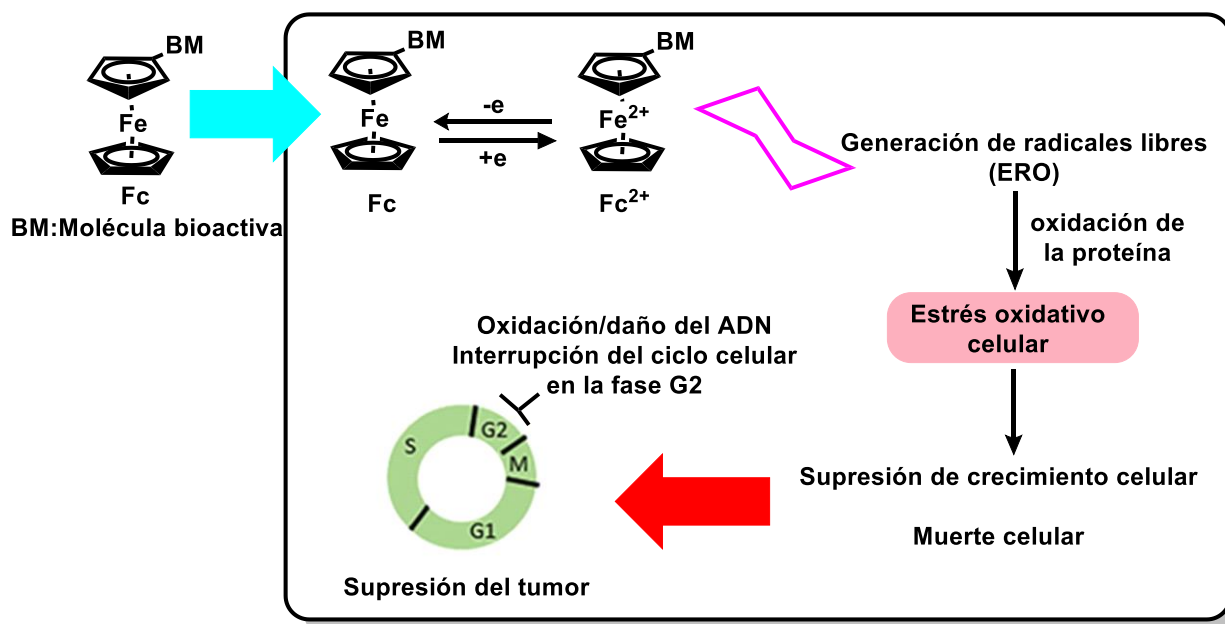 BM
Fe
Fc
BM:Molécula bioactiva
BM
Fe
Fc
-e
+e
BM
Fe2+
Fc2+
Generación de radicales libres
(ERO)
oxidación de
la proteína
Estrés oxidativo
celular
Supresión de crecimiento celular
Muerte celular
Oxidación/daño del ADN
Interrupción del ciclo celular
en la fase G2
S
G2
M
G1
Supresión del tumor